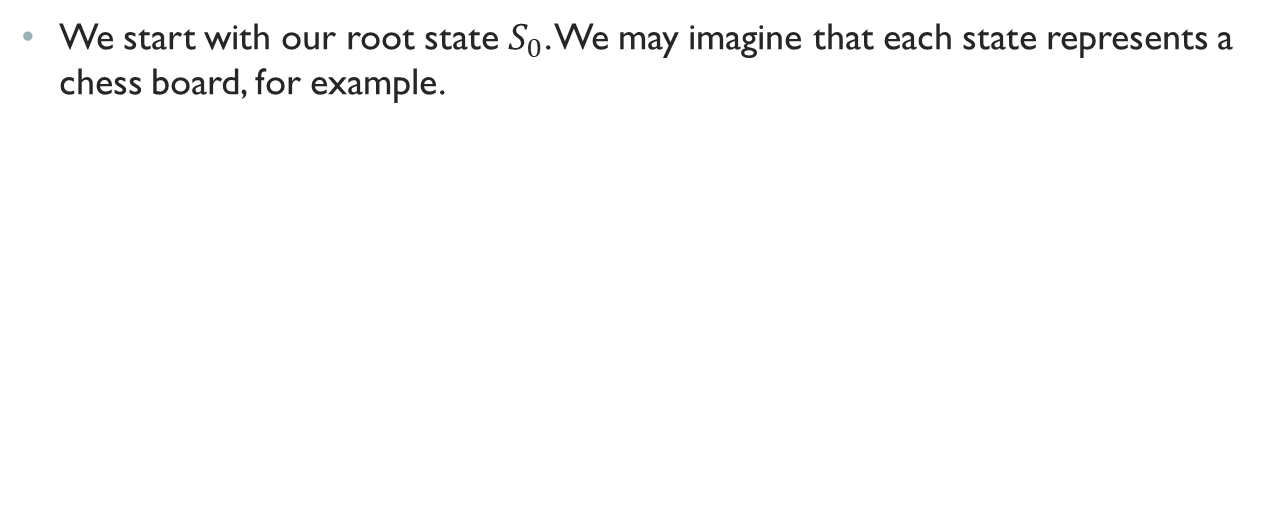 • We start with our root state S₀. We may imagine that each state represents a
chess board, for example.